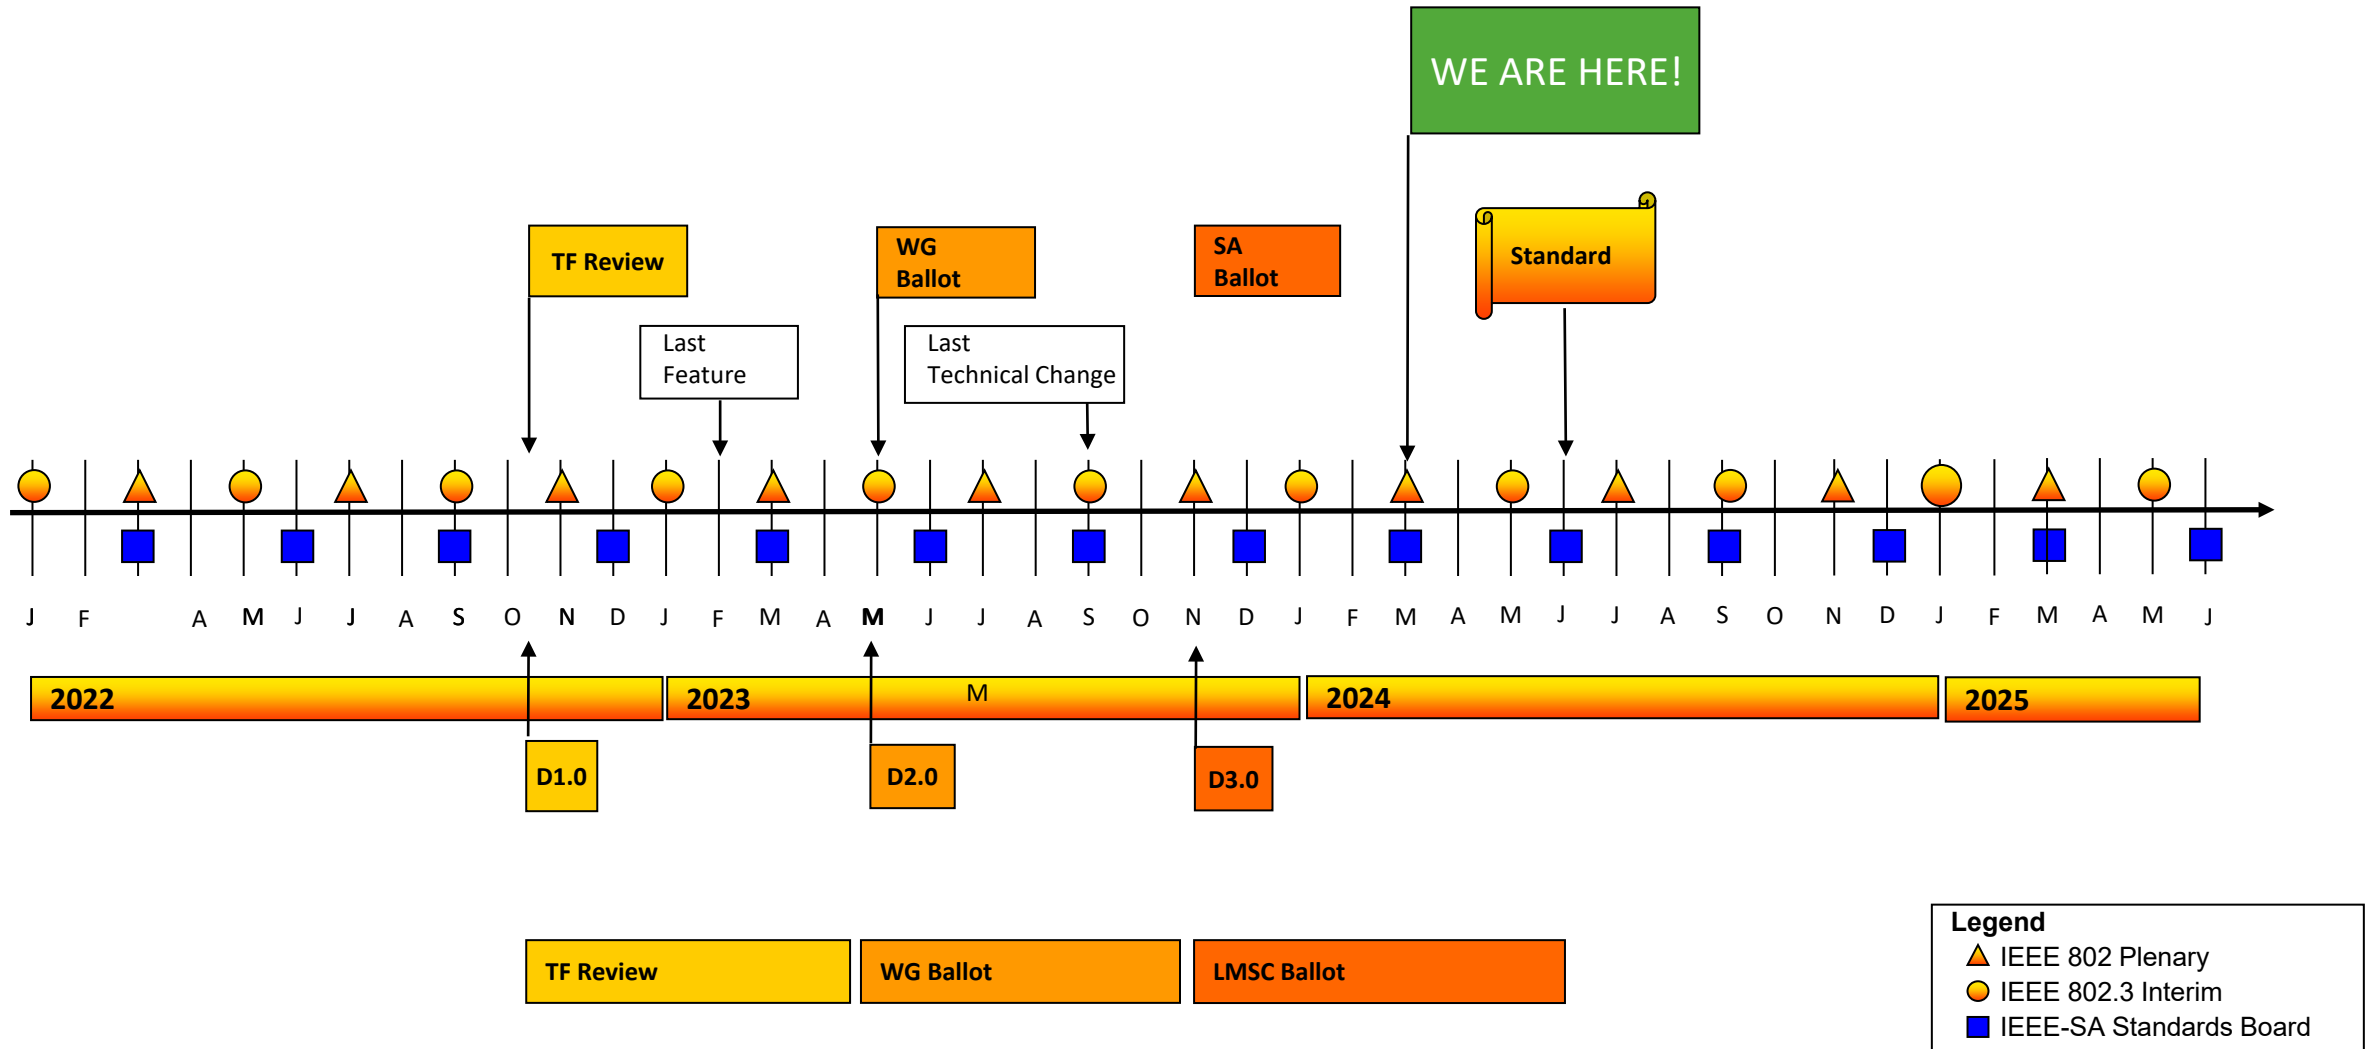 WE ARE HERE!
TF Review
WG
Ballot
SA
Ballot
Standard
Last
Feature
Last
Technical Change
J F A M J J A S O N D J F M A M J J A S O N D J F M A M J J A S O N D J F M A M J
2022
2023
M
2024
2025
D1.0
D2.0
D3.0
TF Review
WG Ballot
LMSC Ballot
Legend
IEEE 802 Plenary
IEEE 802.3 Interim
IEEE-SA Standards Board